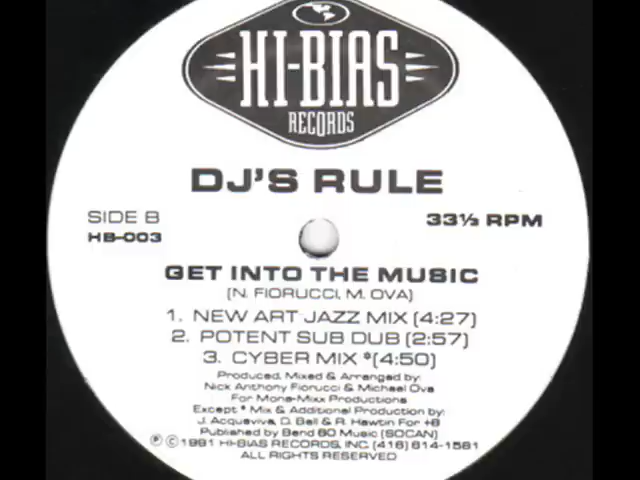 HI-BIAS
RECORDS
DJ'S RULE
SIDE B
33⅓ RPM
HB-003
GET INTO THE MUSIC
(N. FIORUCCI, M. OVA)
1. NEW ART JAZZ MIX (4:27)
2. POTENT SUB DUB (2:57)
3. CYBER MIX *(4:50)
Produced, Mixed & Arranged by:
Nick Anthony Fiorucci & Michael Ova
For Mona-Mixx Productions
Except * Mix & Additional Production by:
J. Acquaviva, D. Bell & R. Hawtin For +8
Published by Bend 60 Music (SOCAN)
℗ © 1991 HI-BIAS RECORDS, INC. (416) 614-1581
ALL RIGHTS RESERVED